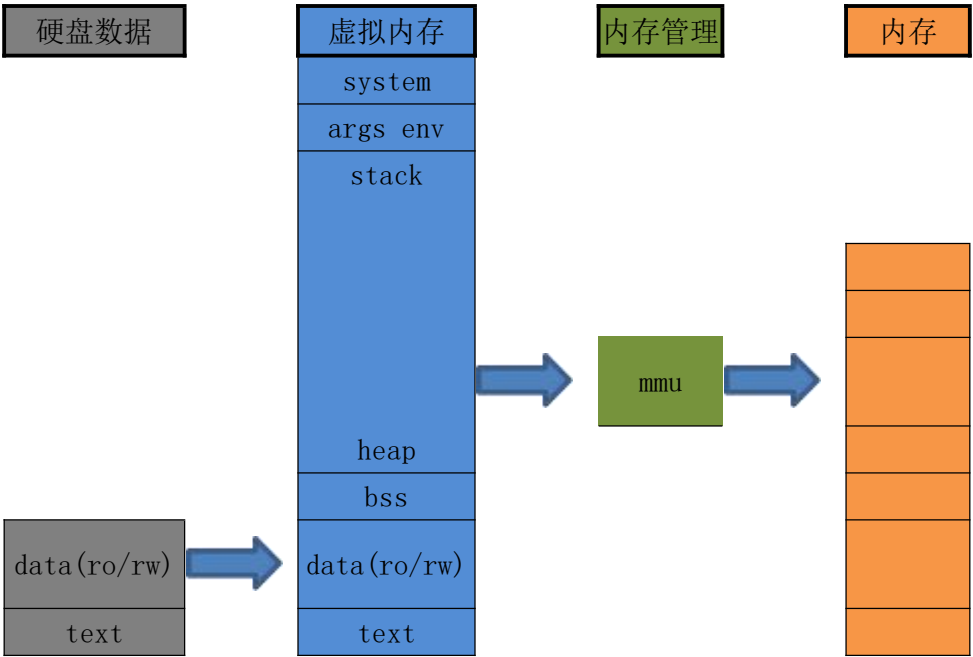 硬盘数据
虚拟内存
内存管理
内存
system
args env
stack
mmu
heap
bss
data(ro/rw)
data(ro/rw)
text
text